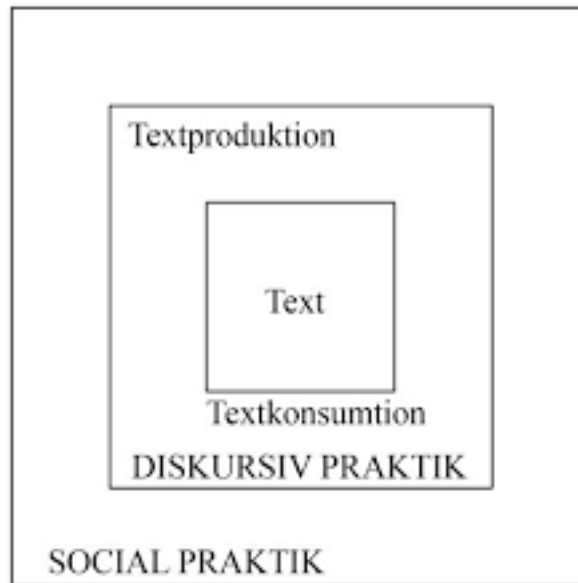 Textproduktion
Text
Textkonsumtion
DISKURSIV PRAKTIK
SOCIAL PRAKTIK